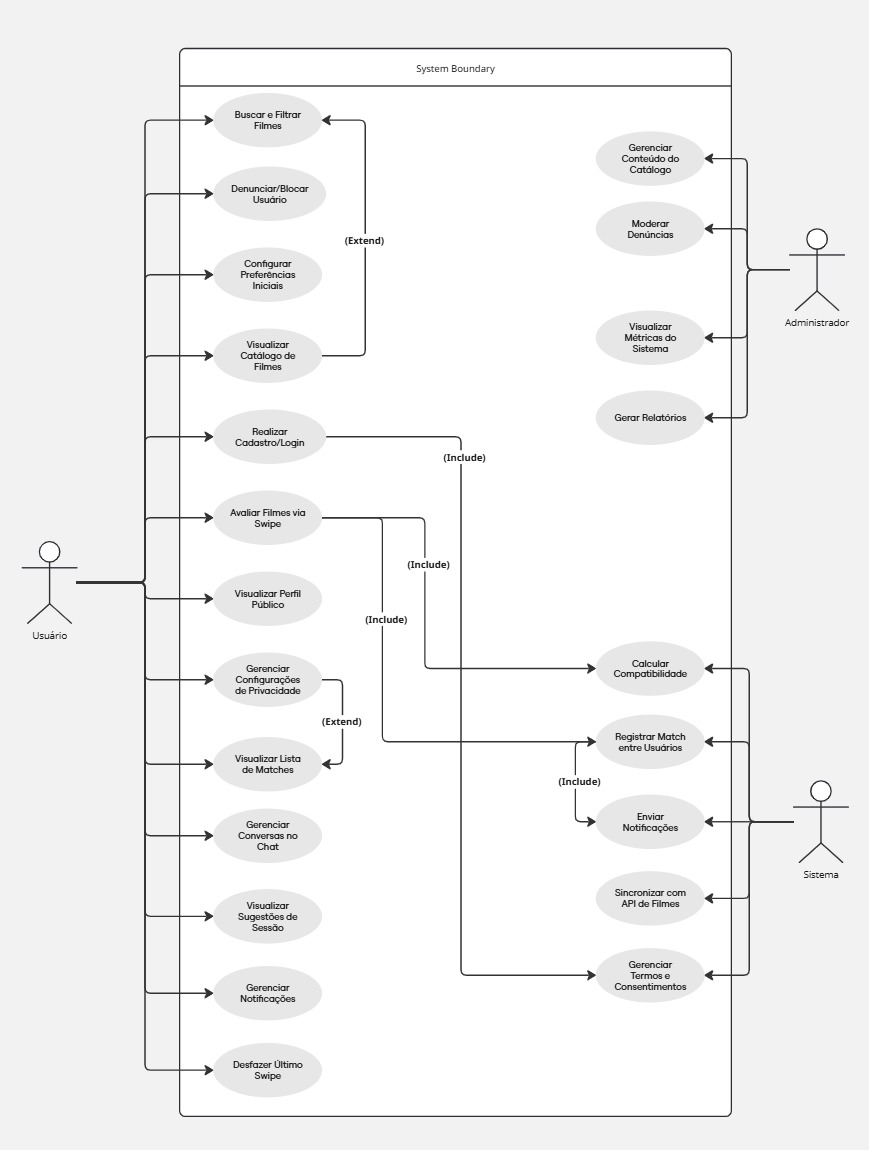 System Boundary
Buscar e Filtrar
Filmes
Denunciar/Blocar
Usuário
(Extend)
Configurar
Preferências
Iniciais
Visualizar
Catálogo de
Filmes
Realizar
Cadastro/Login
(Include)
Avaliar Filmes via
Swipe
(Include)
(Include)
Visualizar Perfil
Público
Gerenciar
Configurações
de Privacidade
(Extend)
Visualizar Lista
de Matches
Gerenciar
Conversas no
Chat
Visualizar
Sugestões de
Sessão
Gerenciar
Notificações
Desfazer Último
Swipe
Usuário
Gerenciar
Conteúdo do
Catálogo
Moderar
Denúncias
Visualizar
Métricas do
Sistema
Gerar Relatórios
Administrador
Calcular
Compatibilidade
Registrar Match
entre Usuários
(Include)
Enviar
Notificações
Sincronizar com
API de Filmes
Gerenciar
Termos e
Consentimentos
Sistema